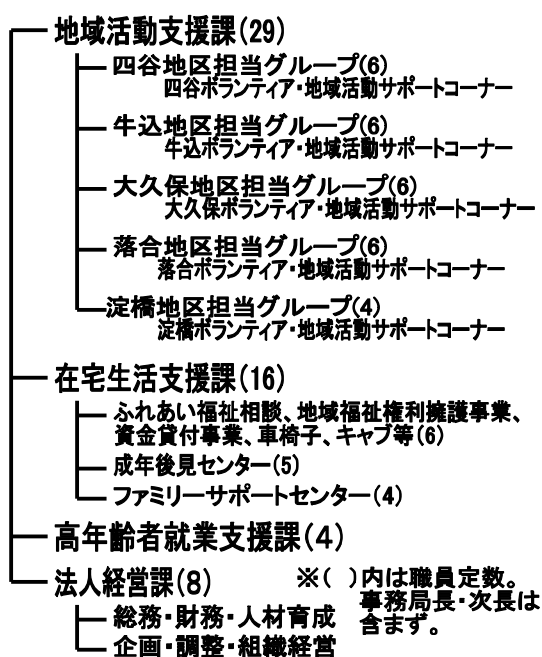 地域活動支援課(29)
四谷地区担当グループ(6)
四谷ボランティア・地域活動サポートコーナー
牛込地区担当グループ(6)
牛込ボランティア・地域活動サポートコーナー
大久保地区担当グループ(6)
大久保ボランティア・地域活動サポートコーナー
落合地区担当グループ(6)
落合ボランティア・地域活動サポートコーナー
淀橋地区担当グループ(4)
淀橋ボランティア・地域活動サポートコーナー
在宅生活支援課(16)
ふれあい福祉相談、地域福祉権利擁護事業、
資金貸付事業、車椅子、キャブ等(6)
成年後見センター(5)
ファミリーサポートセンター(4)
高年齢者就業支援課(4)
法人経営課(8)
総務・財務・人材育成
企画・調整・組織経営
※(　)内は職員定数。
事務局長・次長は
含まず。